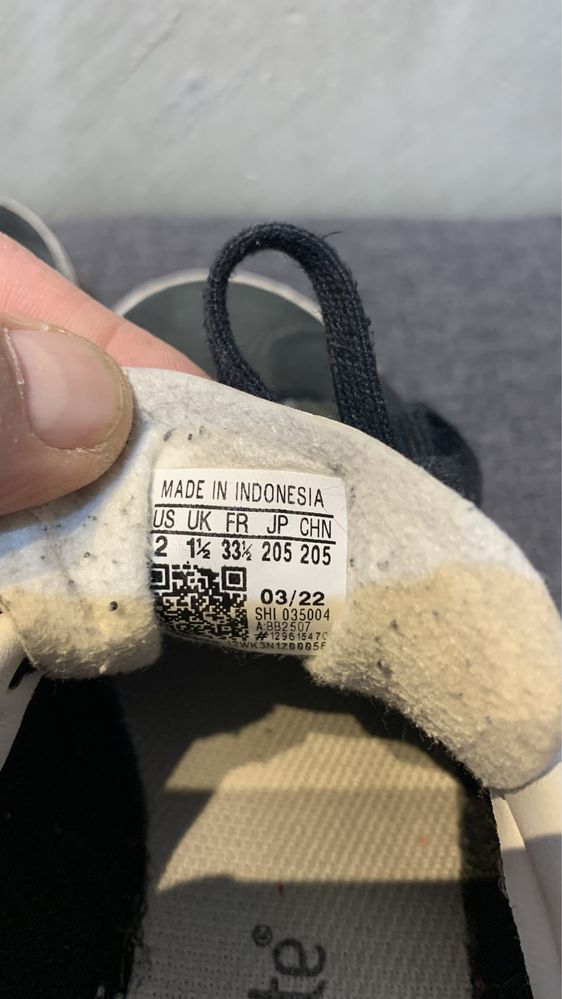 MADE IN INDONESIA
US UK FR JP CHN
2 1½ 33½ 205 205
03/22
SHI 035004
A:BB2507